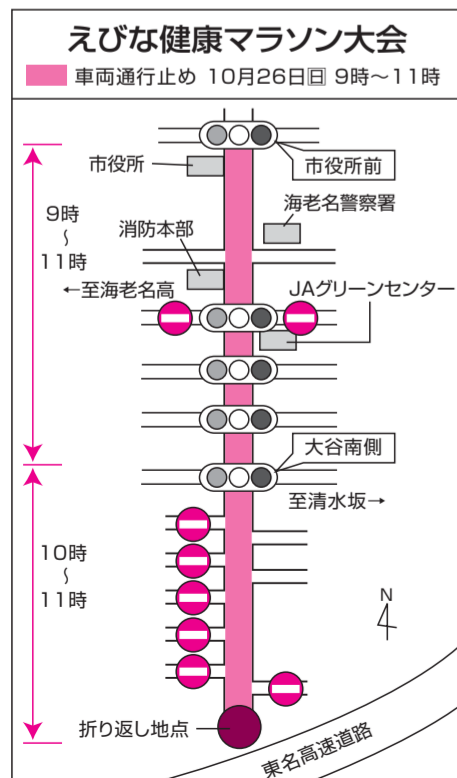 えびな健康マラソン大会
車両通行止め 10月26日㊐ 9時~11時
市役所
市役所前
海老名警察署
9時
~
11時
消防本部
←至海老名高
JAグリーンセンター
大谷南側
至清水坂→
10時
~
11時
N
折り返し地点
東名高速道路